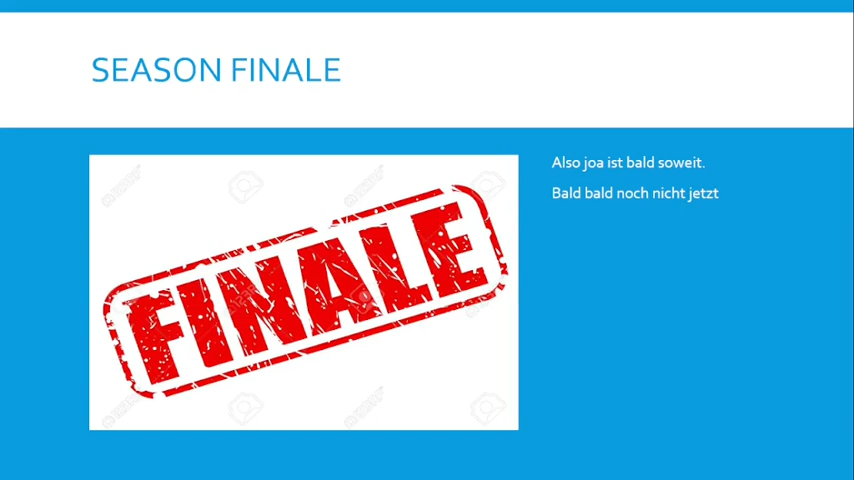 SEASON FINALE
Also joa ist bald soweit.
Bald bald noch nicht jetzt
FINALE